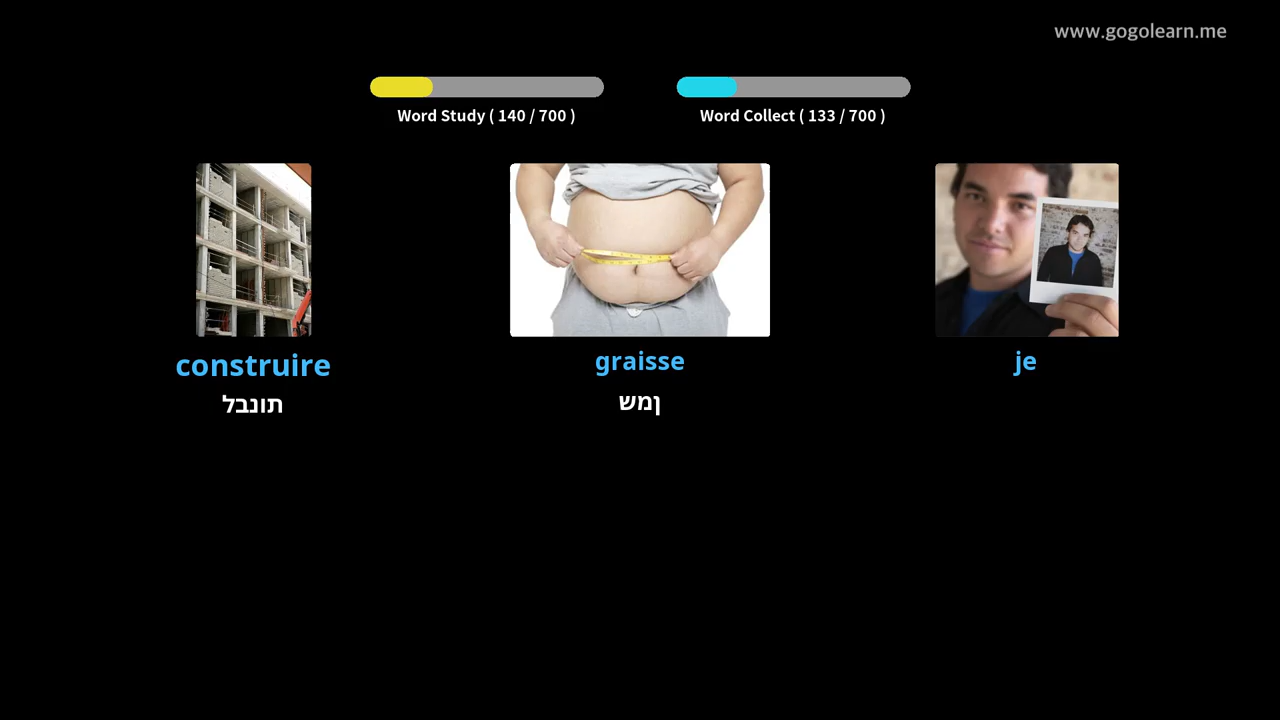 www.gogolearn.me
Word Study ( 140 / 700 )
Word Collect ( 133 / 700 )
construire
תונבל
graisse
ןמש
je